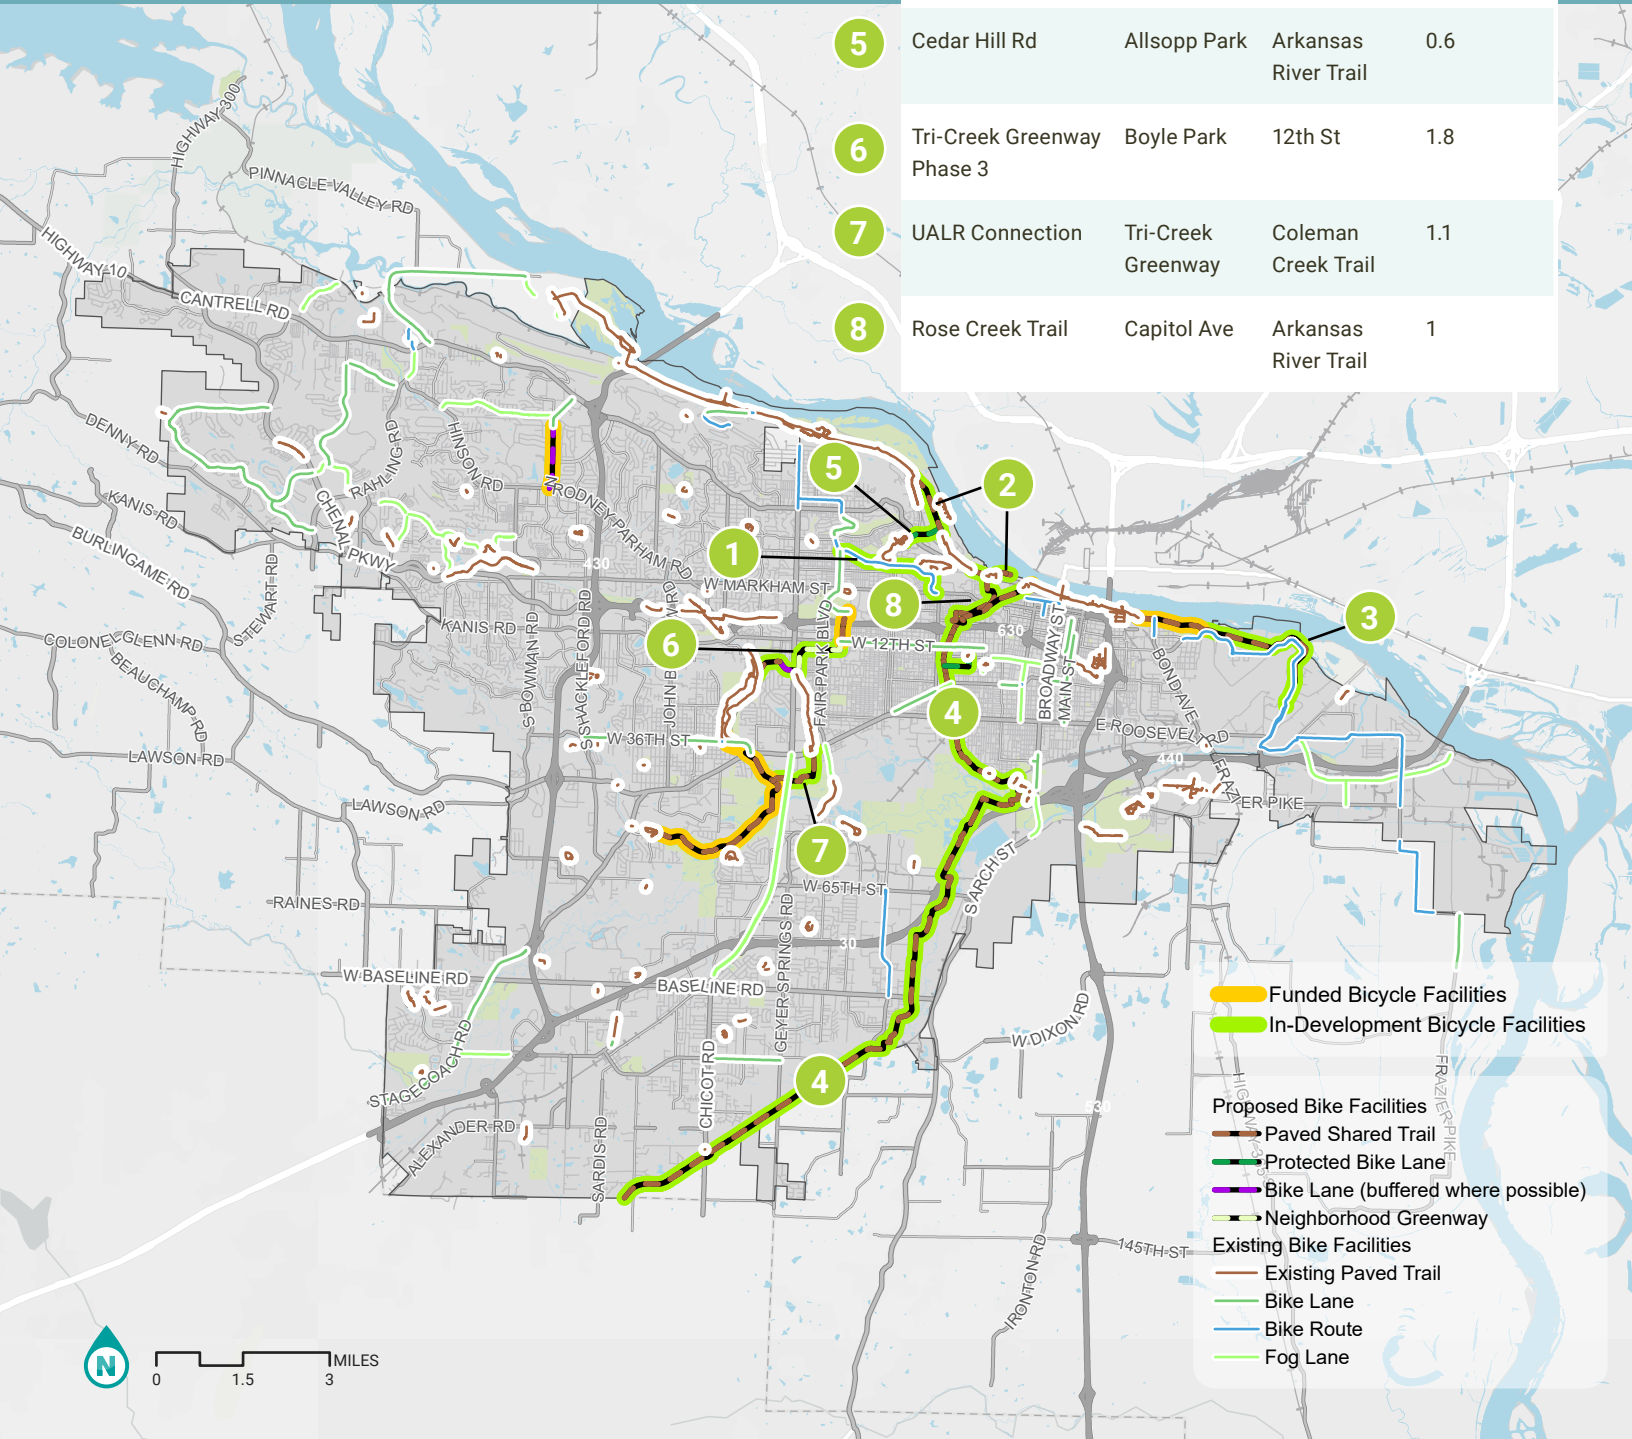 5 Cedar Hill Rd Allsopp Park Arkansas River Trail 0.6
6 Tri-Creek Greenway Phase 3 Boyle Park 12th St 1.8
7 UALR Connection Tri-Creek Greenway Coleman Creek Trail 1.1
8 Rose Creek Trail Capitol Ave Arkansas River Trail 1
HIGHWAY 300
PINNACLE VALLEY RD
HIGHWAY 10
CANTRELL RD
DENNY RD
HINSON RD
RAHLING RD
N RODNEY PARHAM RD
KANIS RD
CHENAL PKWY
BURLINGAME RD
STEWART RD
430
W MARKHAM ST
5
2
1
8
3
6
630
KANIS RD
COLONEL GLENN RD
BEAUCHAMP RD
S BOWMAN RD
S SHACKLEFORD RD
JOHN BARROW RD
FAIR PARK BLVD
W 12TH ST
BROADWAY ST
MAIN ST
BOND AVE
4
E ROOSEVELT RD
W 36TH ST
LAWSON RD
440
FRAZIER PIKE
LAWSON RD
7
S ARCH ST
W 65TH ST
RAINES RD
30
GEYER SPRINGS RD
W BASELINE RD
BASELINE RD
STAGECOACH RD
CHICOT RD
4
W DIXON RD
530
ALEXANDER RD
SARDIS RD
145TH ST
IRONTON RD
FRAZIER PIKE
Funded Bicycle Facilities
In-Development Bicycle Facilities
Proposed Bike Facilities
Paved Shared Trail
Protected Bike Lane
Bike Lane (buffered where possible)
Neighborhood Greenway
Existing Bike Facilities
Existing Paved Trail
Bike Lane
Bike Route
Fog Lane
N
MILES
0 1.5 3